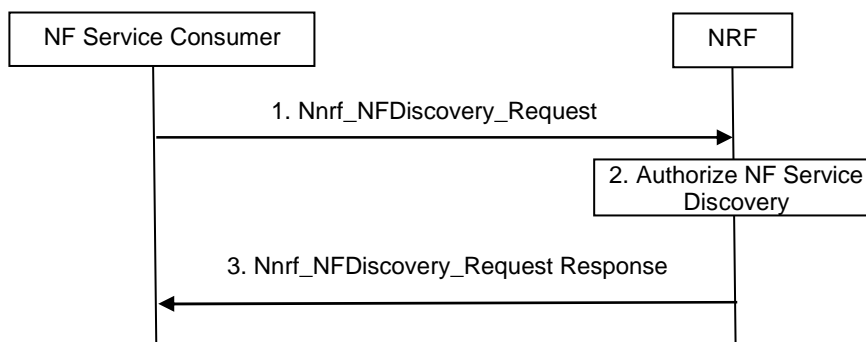 NF Service Consumer
NRF
1. Nnrf_NFDiscovery_Request
2. Authorize NF Service
Discovery
3. Nnrf_NFDiscovery_Request Response